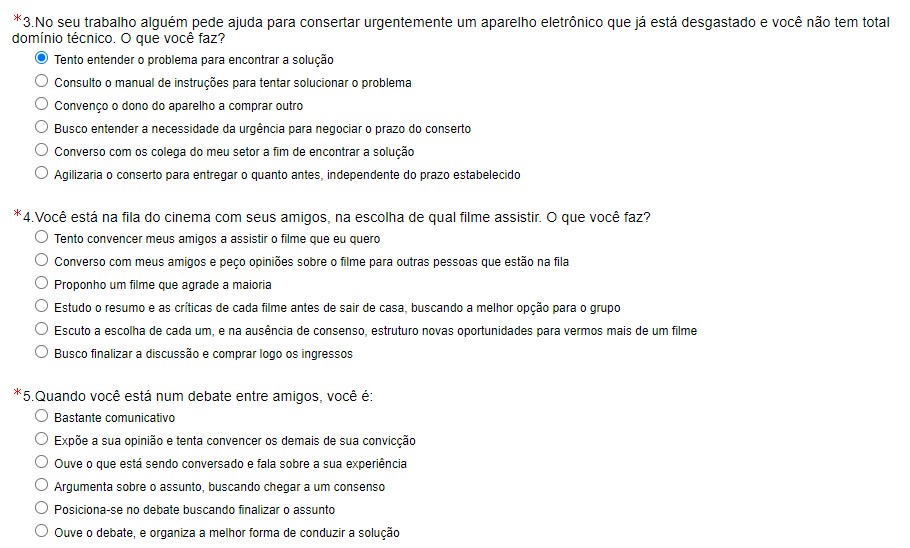 *3.No seu trabalho alguém pede ajuda para consertar urgentemente um aparelho eletrônico que já está desgastado e você não tem total
domínio técnico. O que você faz?
Tento entender o problema para encontrar a solução
Consulto o manual de instruções para tentar solucionar o problema
Convenço o dono do aparelho a comprar outro
Busco entender a necessidade da urgência para negociar o prazo do conserto
Converso com os colega do meu setor a fim de encontrar a solução
Agilizaria o conserto para entregar o quanto antes, independente do prazo estabelecido
*4.Você está na fila do cinema com seus amigos, na escolha de qual filme assistir. O que você faz?
Tento convencer meus amigos a assistir o filme que eu quero
Converso com meus amigos e peço opiniões sobre o filme para outras pessoas que estão na fila
Proponho um filme que agrade a maioria
Estudo o resumo e as críticas de cada filme antes de sair de casa, buscando a melhor opção para o grupo
Escuto a escolha de cada um, e na ausência de consenso, estruturo novas oportunidades para vermos mais de um filme
Busco finalizar a discussão e comprar logo os ingressos
*5.Quando você está num debate entre amigos, você é:
Bastante comunicativo
Expõe a sua opinião e tenta convencer os demais de sua convicção
Ouve o que está sendo conversado e fala sobre a sua experiência
Argumenta sobre o assunto, buscando chegar a um consenso
Posiciona-se no debate buscando finalizar o assunto
Ouve o debate, e organiza a melhor forma de conduzir a solução